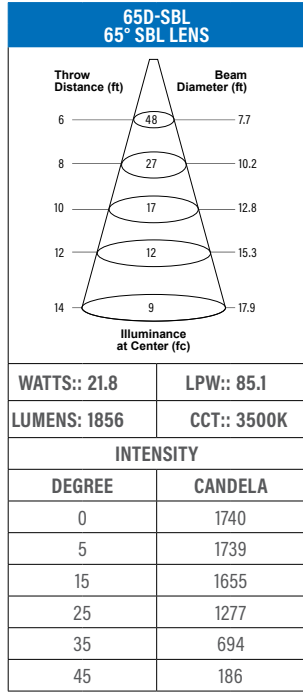 65D-SBL
65° SBL LENS
Throw Beam
Distance (ft) Diameter (ft)
6 48 7.7
8 27 10.2
10 17 12.8
12 12 15.3
14 9 17.9
Illuminance
at Center (fc)
WATTS:: 21.8 LPW:: 85.1
LUMENS: 1856 CCT:: 3500K
INTENSITY
DEGREE CANDELA
0 1740
5 1739
15 1655
25 1277
35 694
45 186